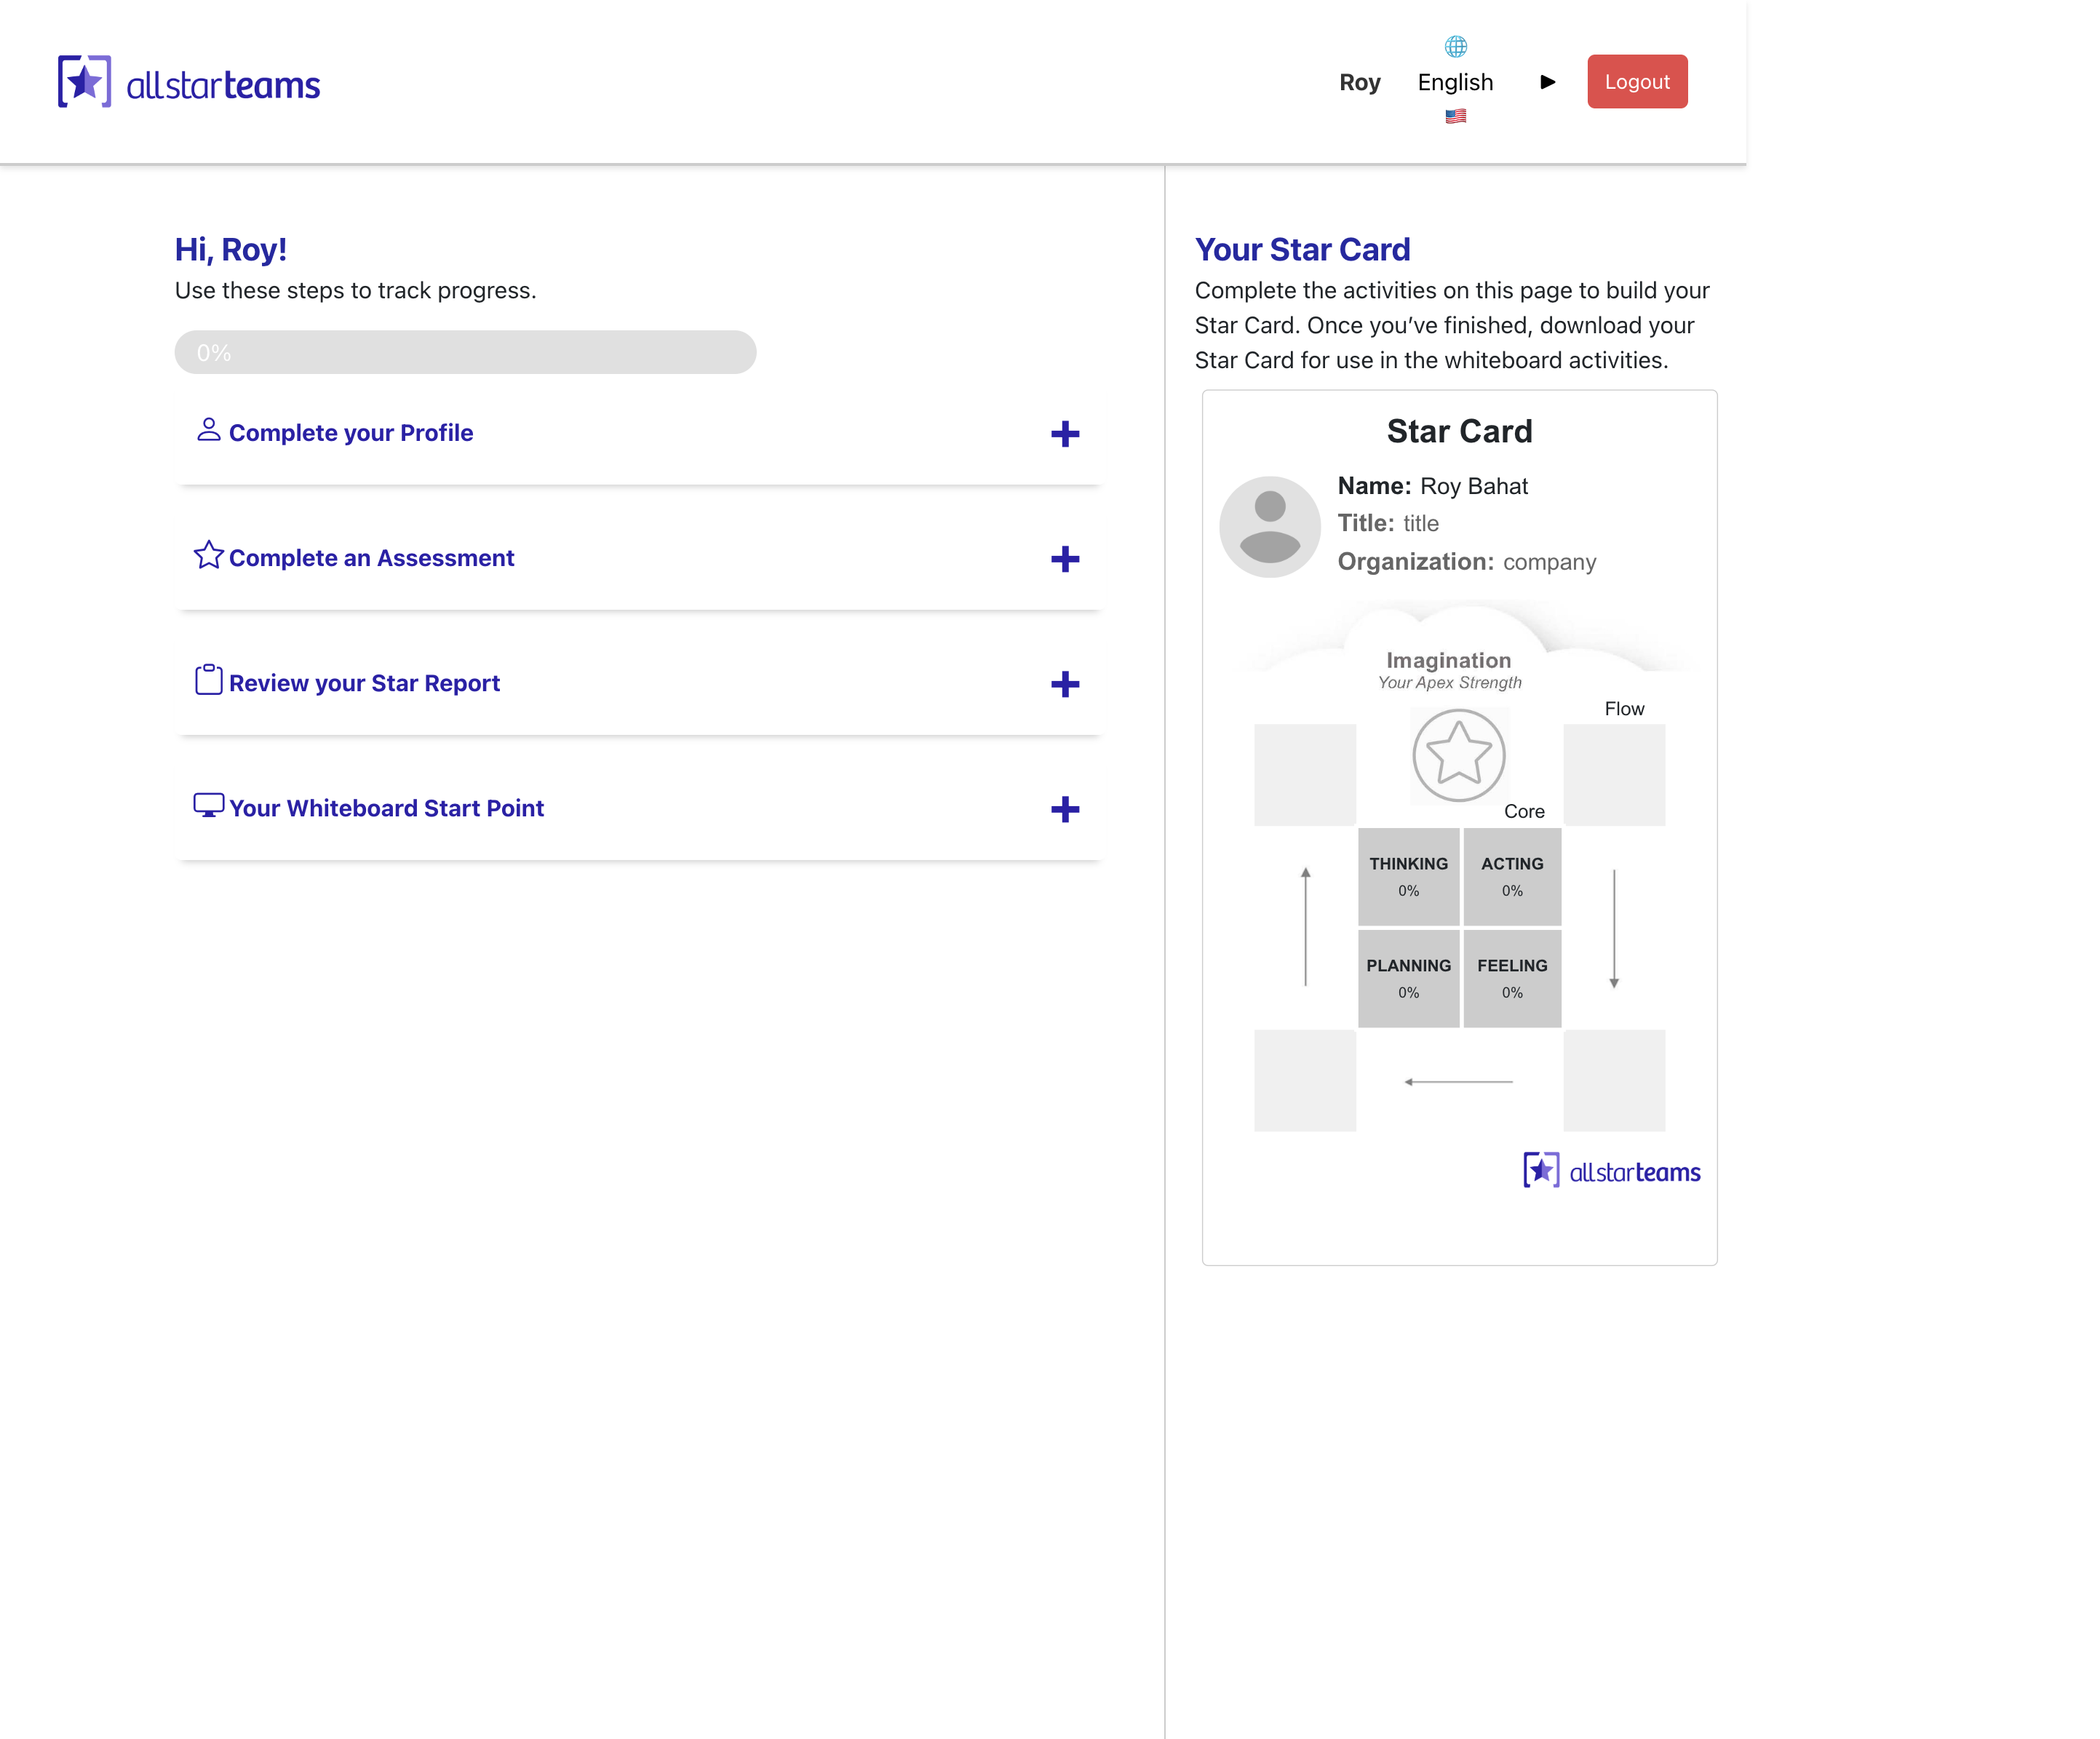 allstarteams
Roy
English
Logout
Hi, Roy!
Use these steps to track progress.
0%
Complete your Profile
Complete an Assessment
Review your Star Report
Your Whiteboard Start Point
Your Star Card
Complete the activities on this page to build your
Star Card. Once you’ve finished, download your
Star Card for use in the whiteboard activities.
Star Card
Name: Roy Bahat
Title: title
Organization: company
Imagination
Your Apex Strength
Flow
Core
THINKING
0%
ACTING
0%
PLANNING
0%
FEELING
0%
allstarteams